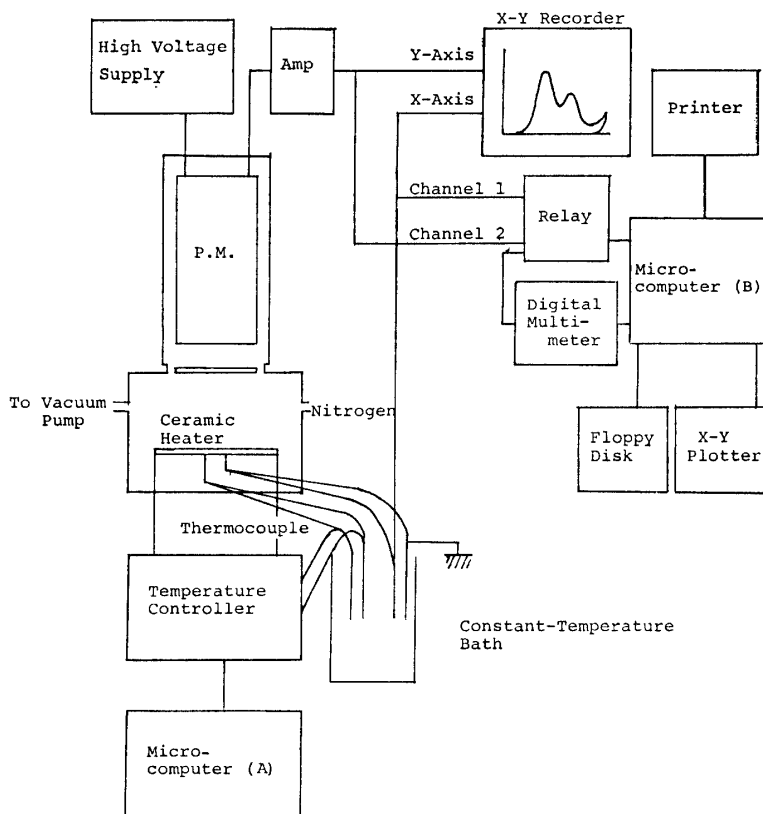 X-Y Recorder
High Voltage
Supply
Amp
Y-Axis
X-Axis
Printer
P.M.
Channel 1
Channel 2
Relay
Micro-
computer (B)
Digital
Multi-
meter
To Vacuum
Pump
Nitrogen
Ceramic
Heater
Floppy
Disk
X-Y
Plotter
Thermocouple
Temperature
Controller
Constant-Temperature
Bath
Micro-
computer (A)